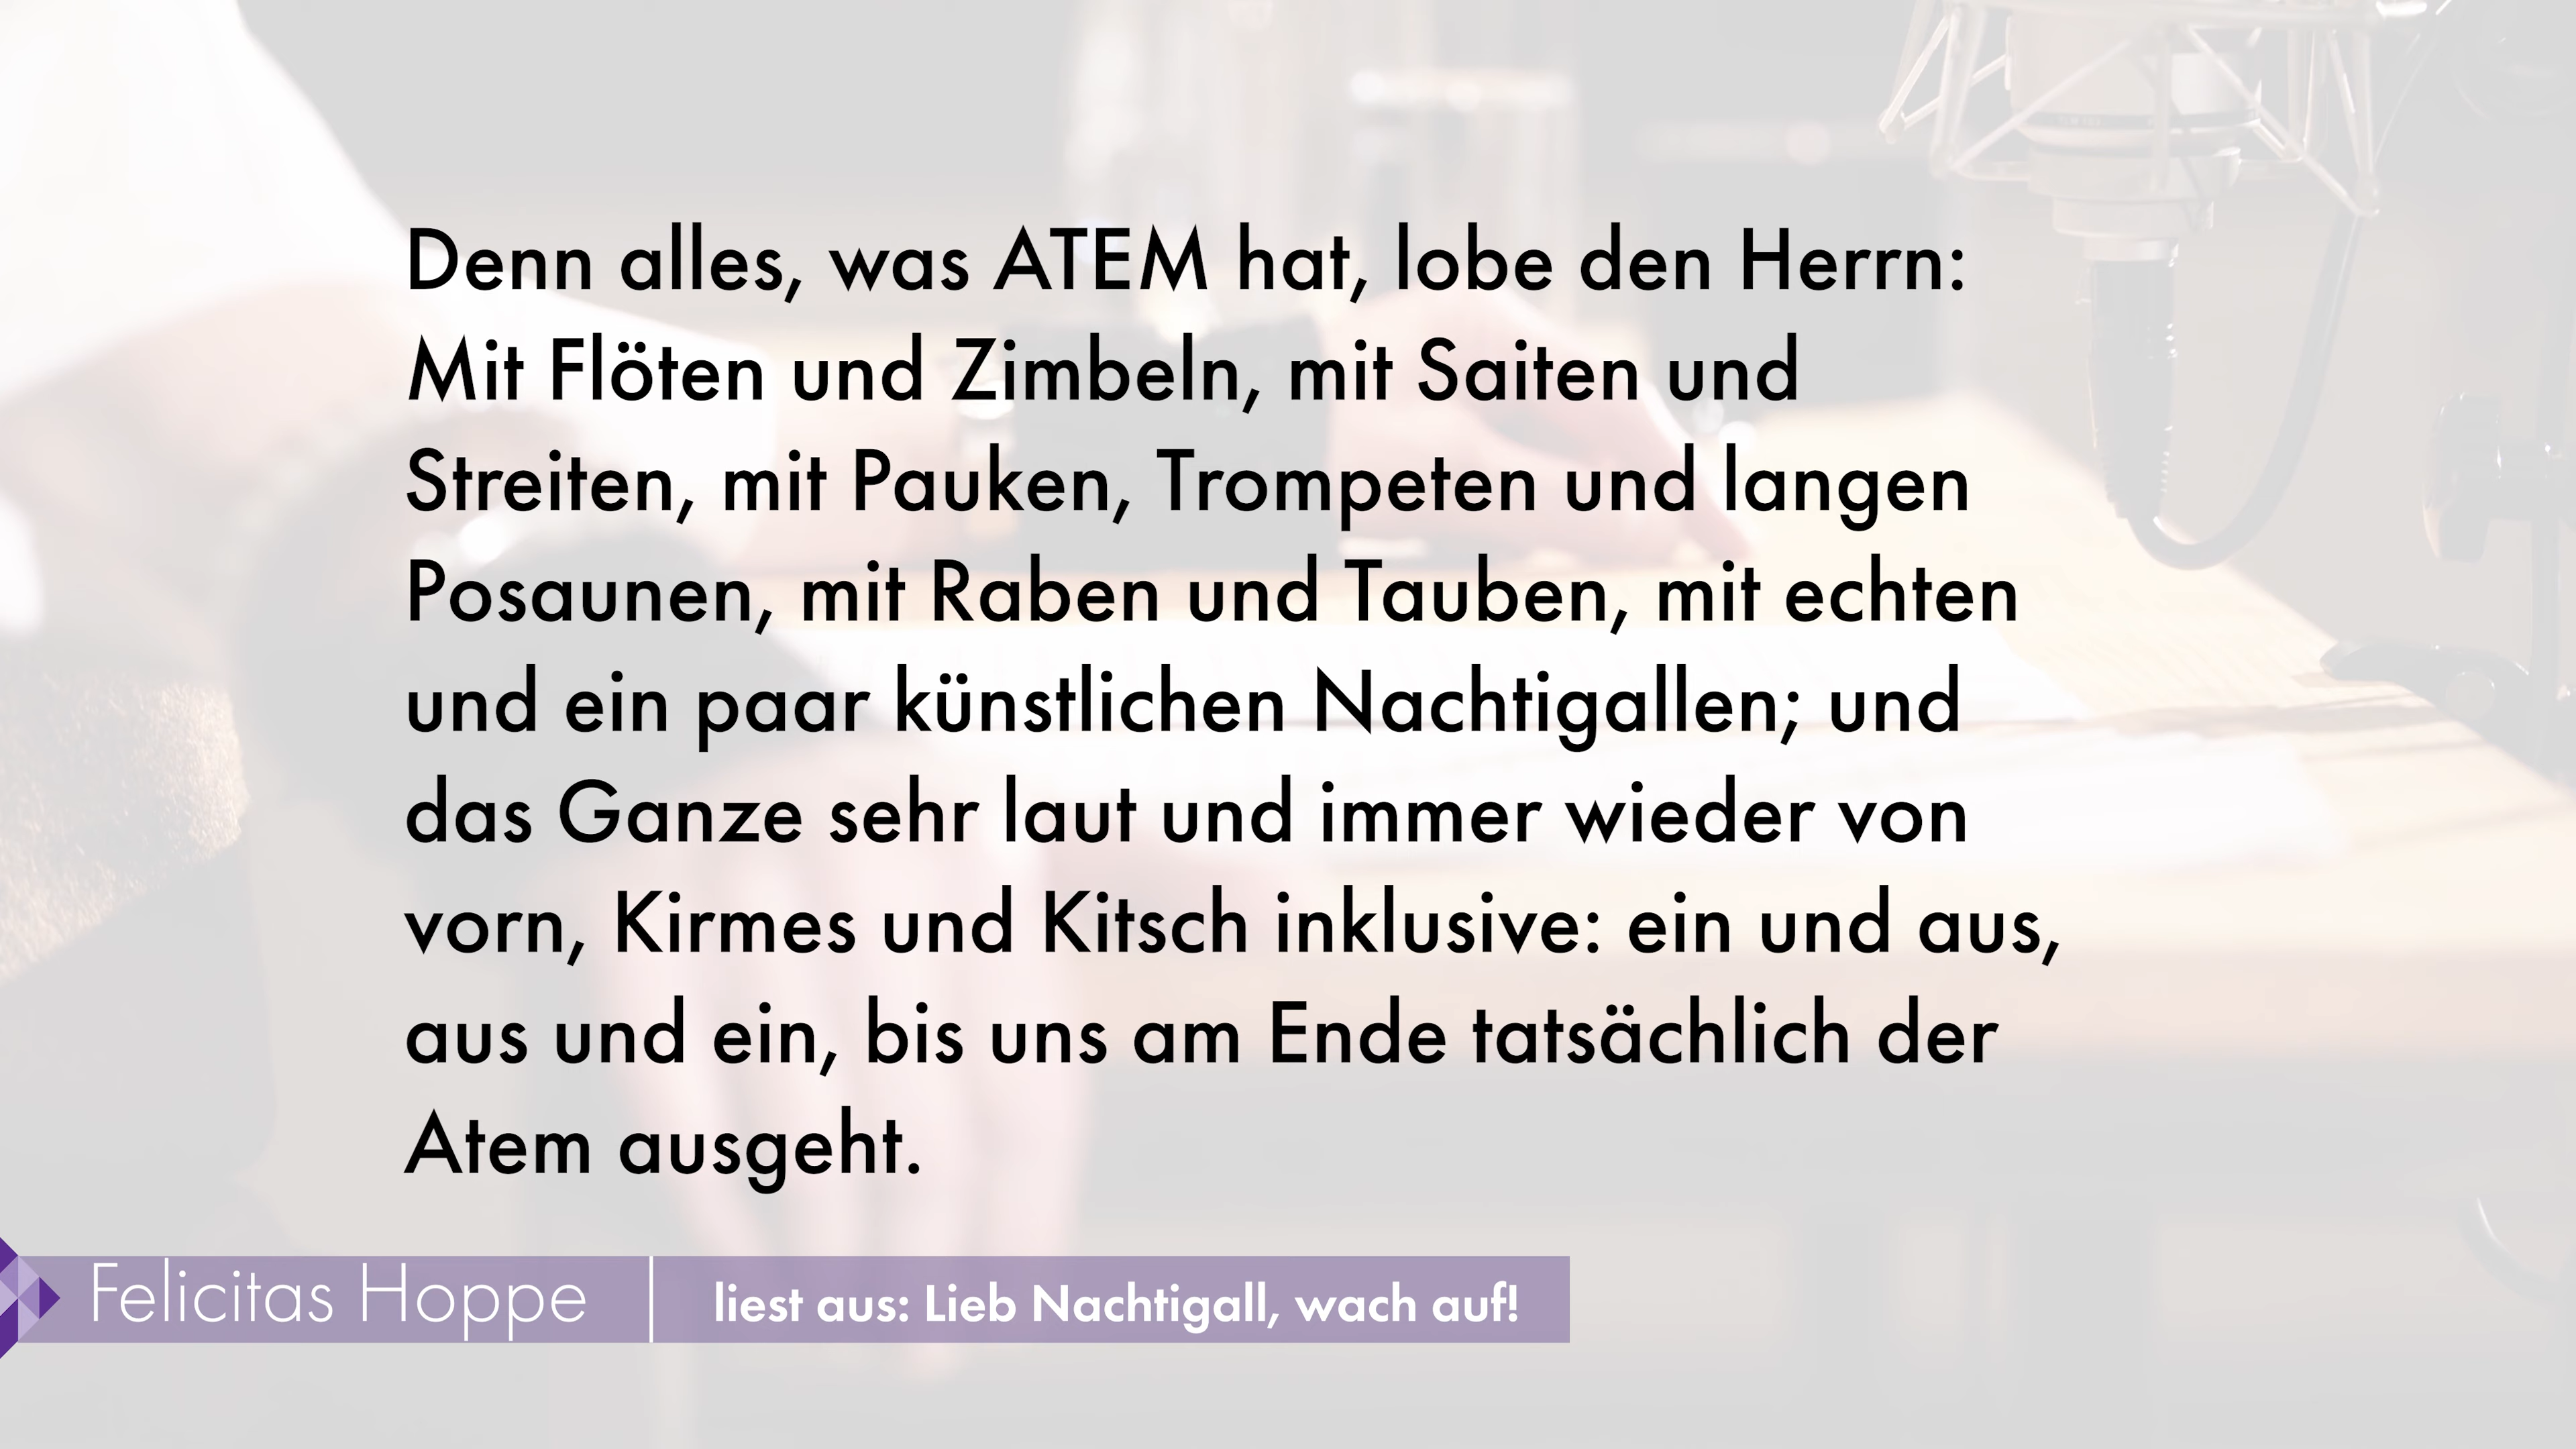 Denn alles, was ATEM hat, lobe den Herrn:
Mit Flöten und Zimbeln, mit Saiten und
Streiten, mit Pauken, Trompeten und langen
Posaunen, mit Raben und Tauben, mit echten
und ein paar künstlichen Nachtigallen; und
das Ganze sehr laut und immer wieder von
vorn, Kirmes und Kitsch inklusive: ein und aus,
aus und ein, bis uns am Ende tatsächlich der
Atem ausgeht.
Felicitas Hoppe | liest aus: Lieb Nachtigall, wach auf!